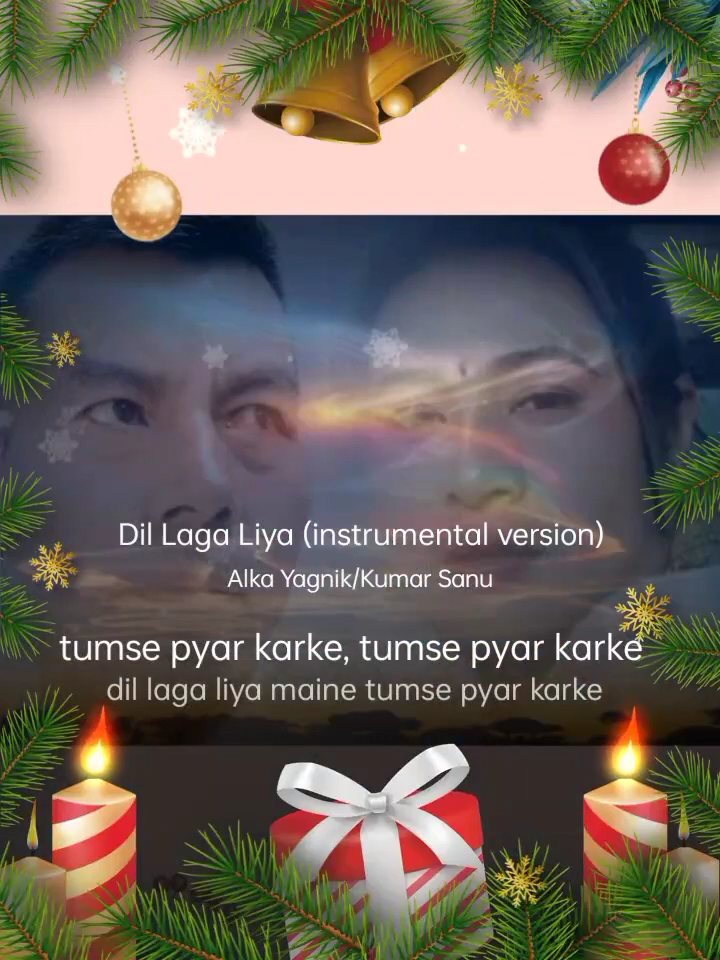 Dil Laga Liya (instrumental version)
Alka Yagnik/Kumar Sanu
tumse pyar karke, tumse pyar karke
dil laga liya maine tumse pyar karke